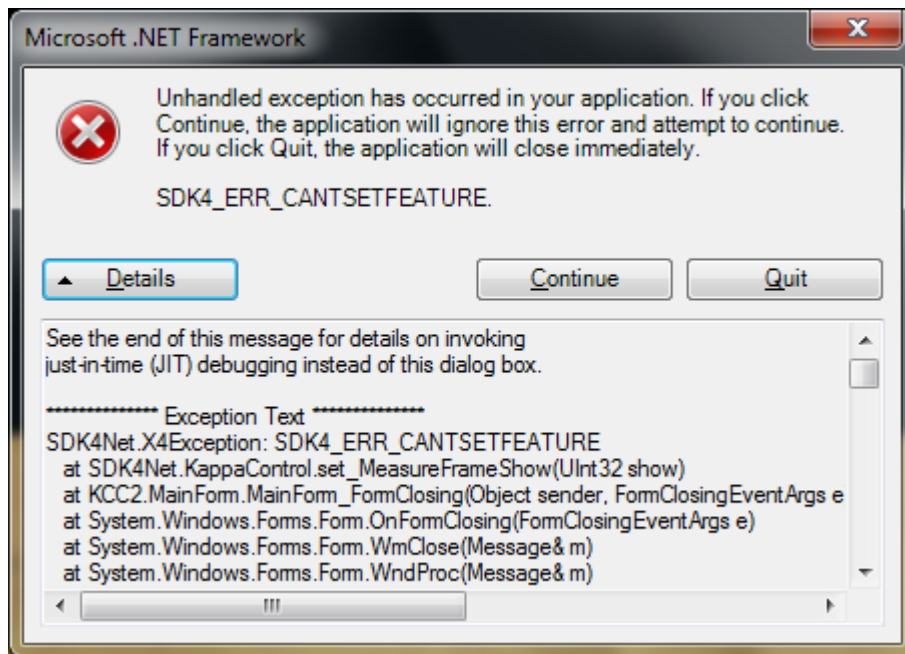 Microsoft .NET Framework
Unhandled exception has occurred in your application. If you click
Continue, the application will ignore this error and attempt to continue.
If you click Quit, the application will close immediately.
SDK4_ERR_CANTSETFEATURE.
Details
Continue
Quit
See the end of this message for details on invoking
just-in-time (JIT) debugging instead of this dialog box.
************** Exception Text **************
SDK4Net.X4Exception: SDK4_ERR_CANTSETFEATURE
at SDK4Net.KappaControl.set_MeasureFrameShow(UInt32 show)
at KCC2.MainForm.MainForm_FormClosing(Object sender, FormClosingEventArgs e
at System.Windows.Forms.Form.OnFormClosing(FormClosingEventArgs e)
at System.Windows.Forms.Form.WmClose(Message& m)
at System.Windows.Forms.Form.WndProc(Message& m)